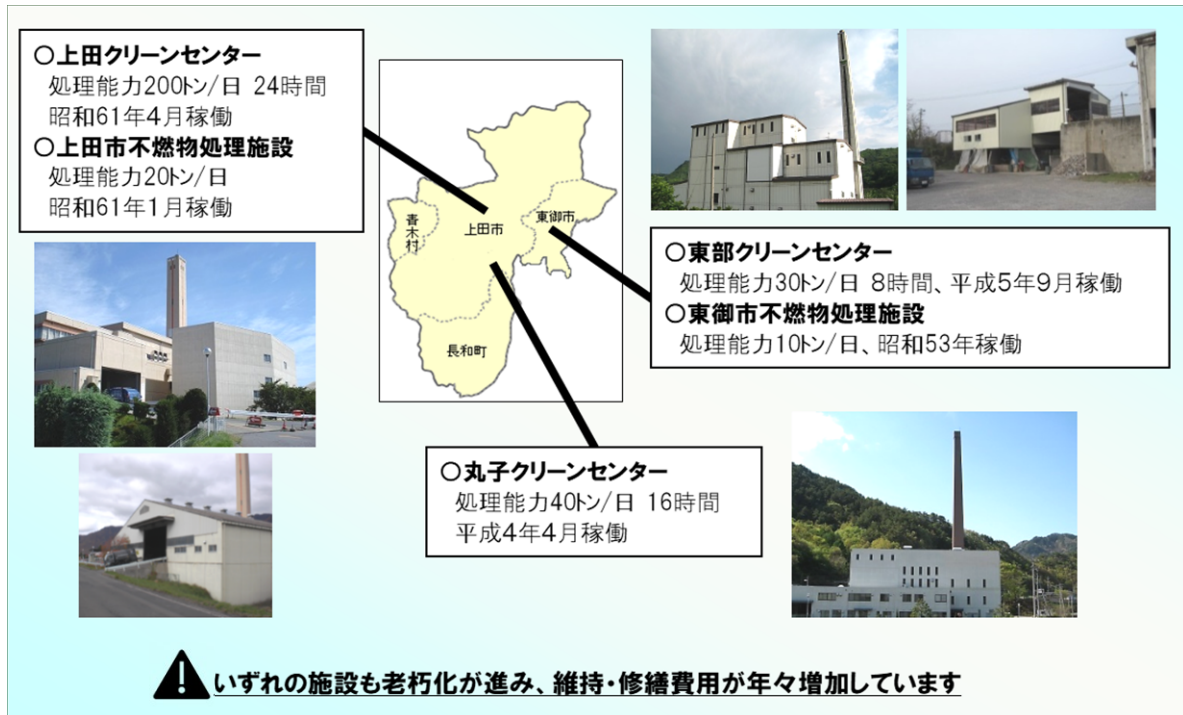 ○上田クリーンセンター
処理能力200トン/日 24時間
昭和61年4月稼働
○上田市不燃物処理施設
処理能力20トン/日
昭和61年1月稼働
青木村
上田市
東御市
長和町
○東部クリーンセンター
処理能力30トン/日 8時間、平成5年9月稼働
○東御市不燃物処理施設
処理能力10トン/日、昭和53年稼働
○丸子クリーンセンター
処理能力40トン/日 16時間
平成4年4月稼働
いずれの施設も老朽化が進み、維持・修繕費用が年々増加しています